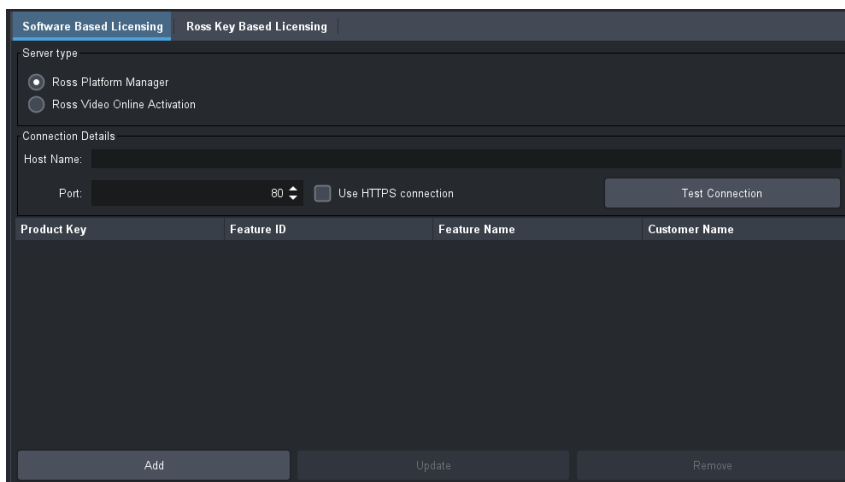 Software Based Licensing Ross Key Based Licensing
Server type
Ross Platform Manager
Ross Video Online Activation
Connection Details
Host Name:
Port: 80 Use HTTPS connection Test Connection
Product Key Feature ID Feature Name Customer Name
Add Update Remove